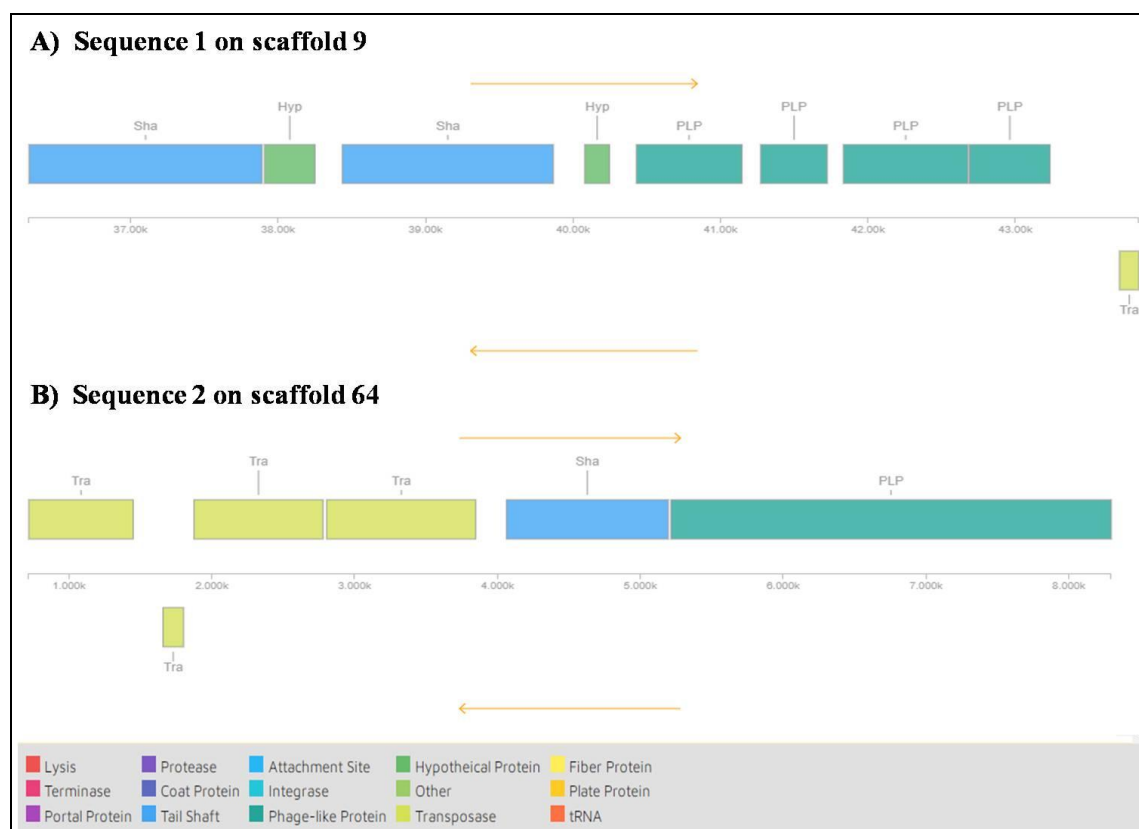 A) Sequence 1 on scaffold 9
Hyp Hyp PLP PLP
Sha Sha PLP PLP
37.00k 38.00k 39.00k 40.00k 41.00k 42.00k 43.00k
Tra
B) Sequence 2 on scaffold 64
Tra Sha
Tra Tra PLP
1.000k 2.000k 3.000k 4.000k 5.000k 6.000k 7.000k 8.000k
Tra
Lysis Protease Attachment Site Hypotheical Protein Fiber Protein
Terminase Coat Protein Integrase Other Plate Protein
Portal Protein Tail Shaft Phage-like Protein Transposase tRNA